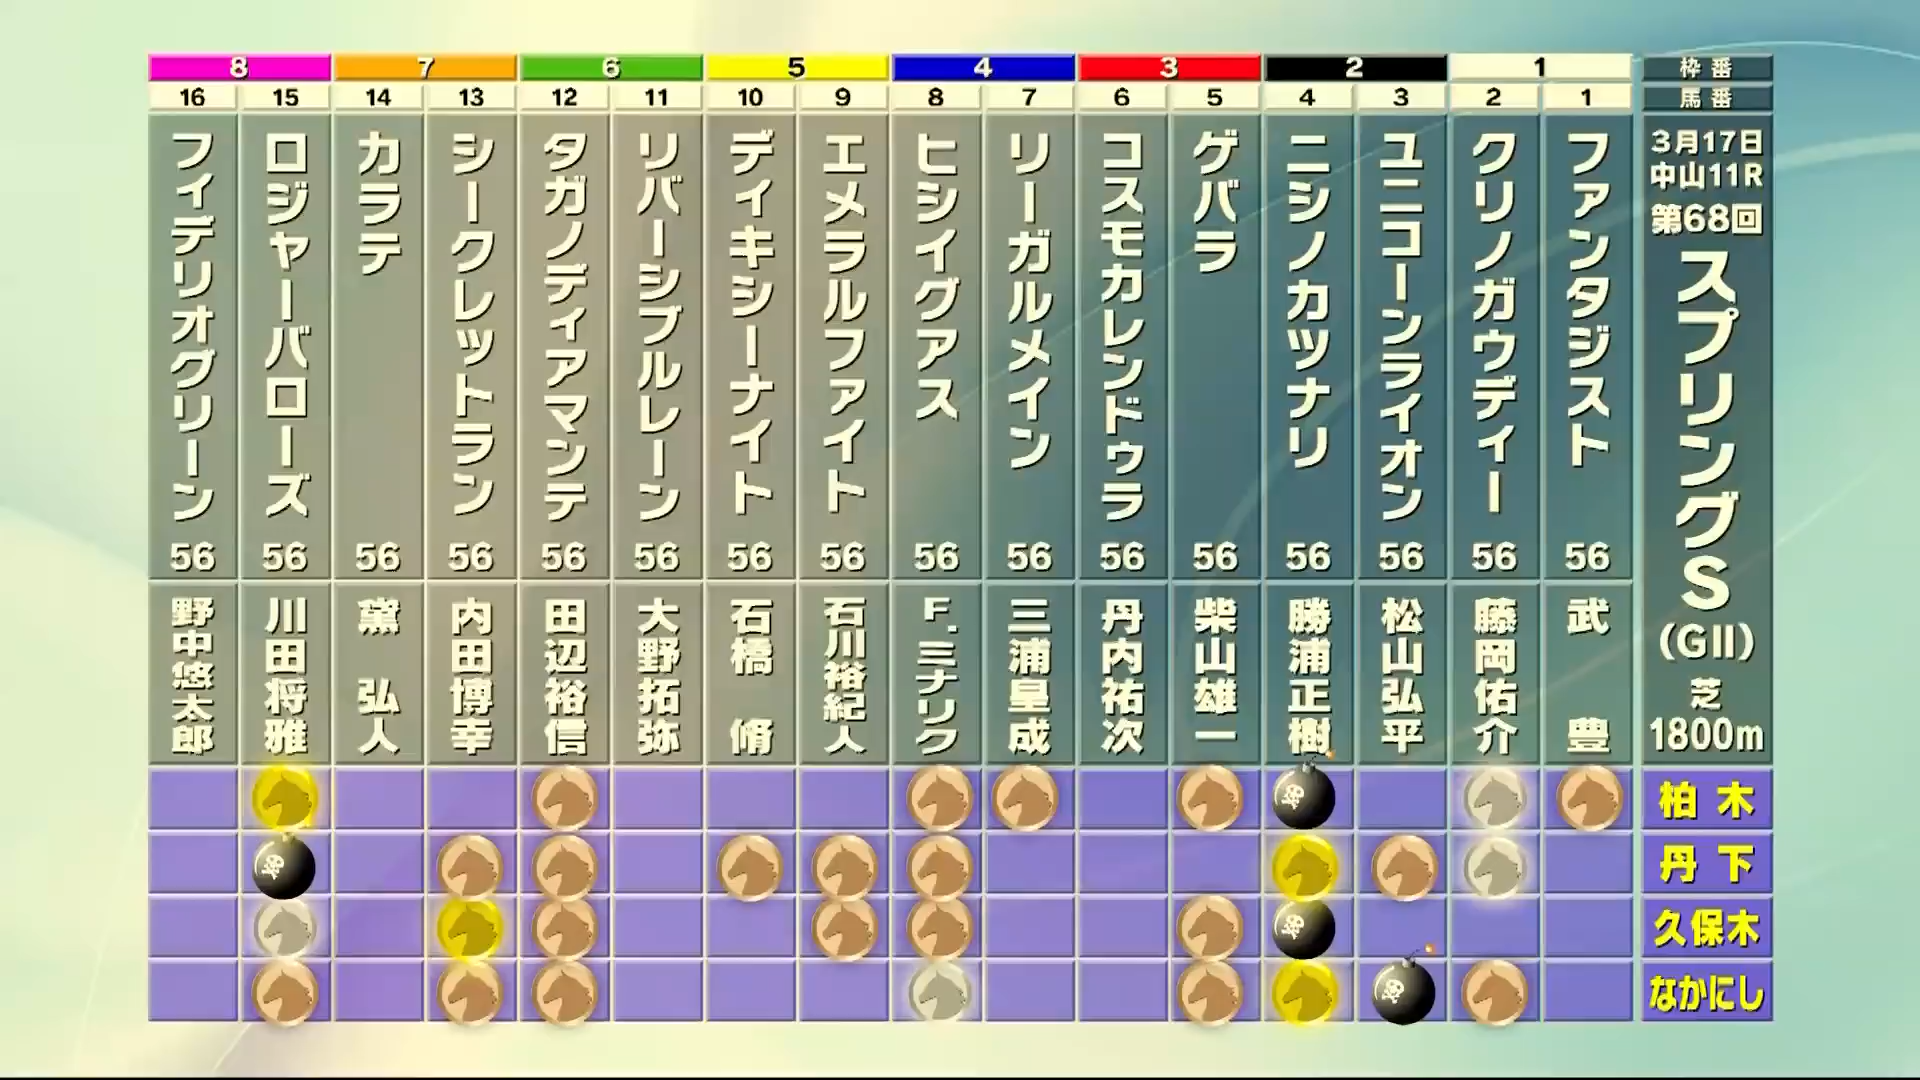 枠番 1 2 3 4 5 6 7 8
馬番 1 2 3 4 5 6 7 8 9 10 11 12 13 14 15 16
3月17日
中山11R
第68回
スプリングS
(GII)
芝
1800m
ファンタジスト 56 武 豊
クリノガウディー 56 藤岡佑介
ユニコーンライオン 56 松山弘平
ニシノカツナリ 56 勝浦正樹
ゲバラ 56 柴山雄一
コスモカレンドゥラ 56 丹内祐次
リーガルメイン 56 三浦皇成
ヒシイグアス 56 F.ミナリク
エメラルファイト 56 石川裕紀人
ディキシーナイト 56 石橋 脩
リバーシブルレーン 56 大野拓弥
タガノディアマンテ 56 田辺裕信
シークレットラン 56 内田博幸
カラテ 56 黛 弘人
ロジャーバローズ 56 川田将雅
フィデリオグリーン 56 野中悠太郎
柏木
丹下
久保木
なかにし